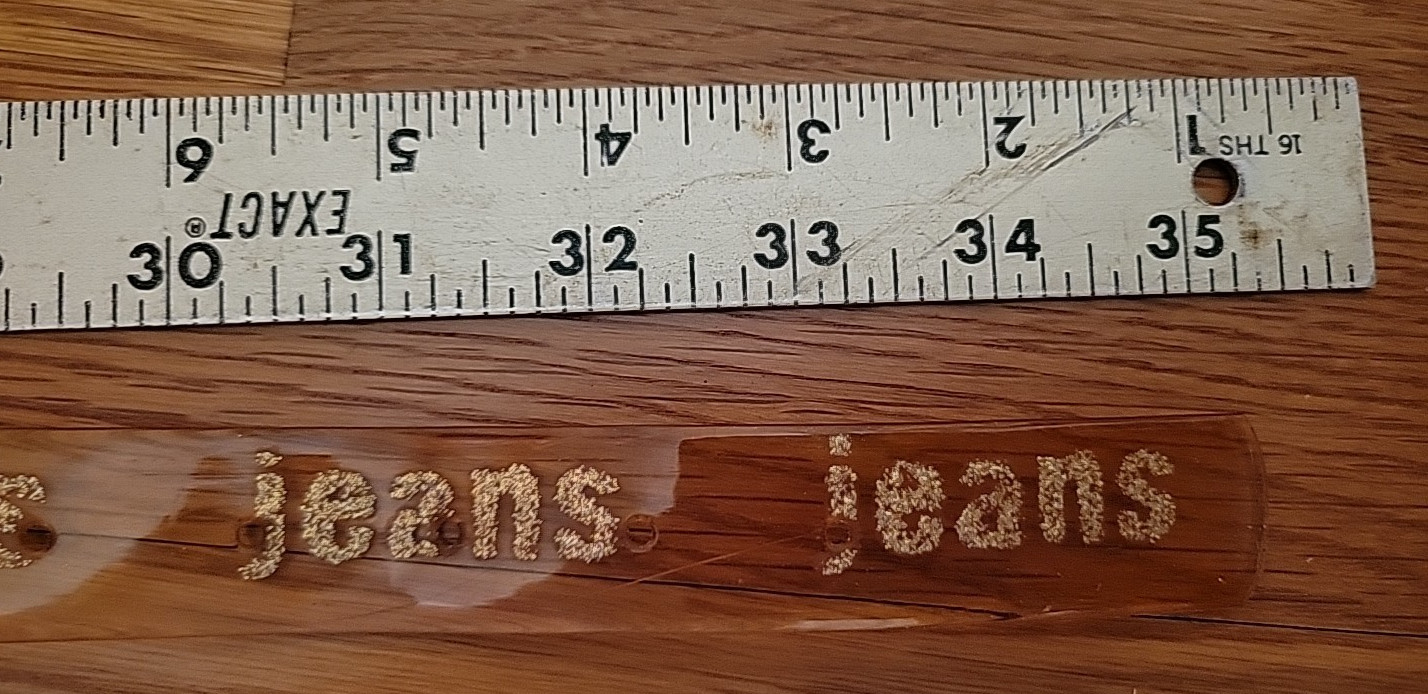 6 5 4 3 2 1 16 THS
EXACT®
30 31 32 33 34 35
s jeans jeans